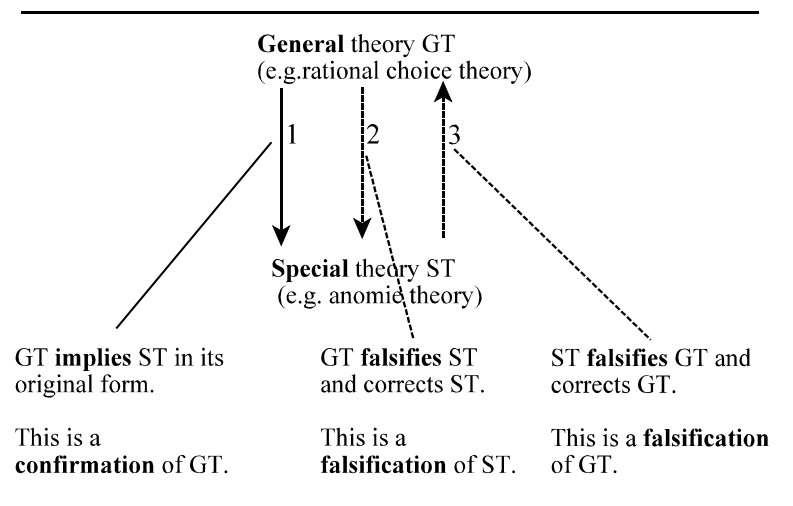 General theory GT
(e.g.rational choice theory)
1
2
3
Special theory ST
(e.g. anomie theory)
GT implies ST in its
original form.
This is a
confirmation of GT.
GT falsifies ST
and corrects ST.
This is a
falsification of ST.
ST falsifies GT and
corrects GT.
This is a falsification
of GT.